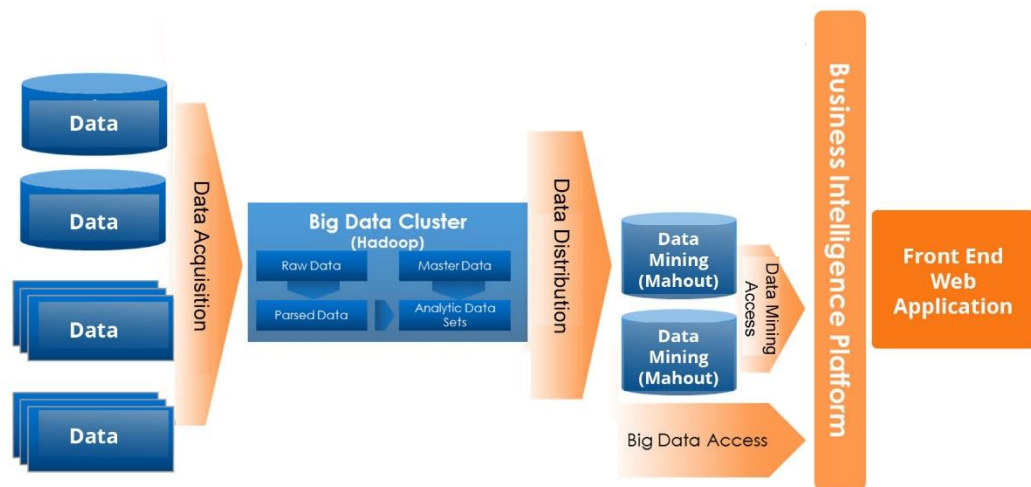 Data
Data
Data
Data
Data Acquisition
Big Data Cluster
(Hadoop)
Raw Data
Master Data
Parsed Data
Analytic Data
Sets
Data Distribution
Data
Mining
(Mahout)
Data
Mining
(Mahout)
Data Mining
Access
Big Data Access
Business Intelligence Platform
Front End
Web
Application